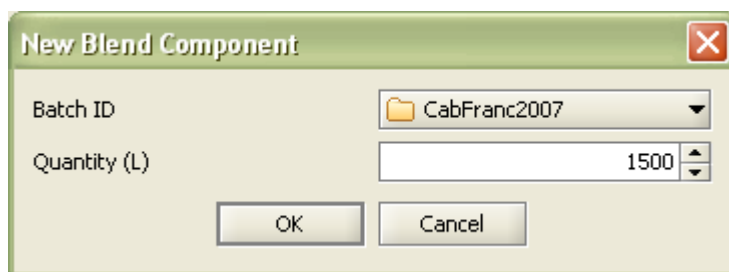 New Blend Component
Batch ID CabFranc2007
Quantity (L) 1500
OK Cancel